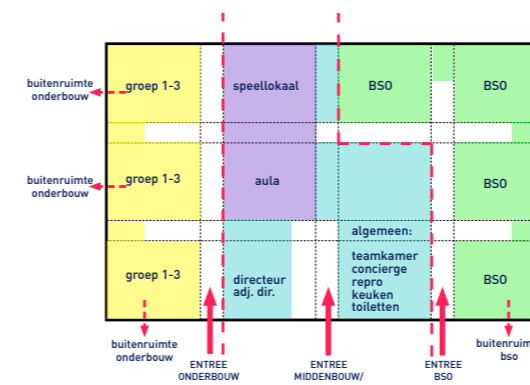 groep 1-3
speellokaal
BSO
BSO
buitenruimte
onderbouw
groep 1-3
aula
BSO
buitenruimte
onderbouw
algemeen:
teamkamer
concierge
repro
keuken
toiletten
groep 1-3
directeur
adj. dir.
BSO
buitenruimte
onderbouw
buitenruim
bso
ENTREE
ONDERBOUW
ENTREE
MIDDENBOUW/
ENTREE
BSO